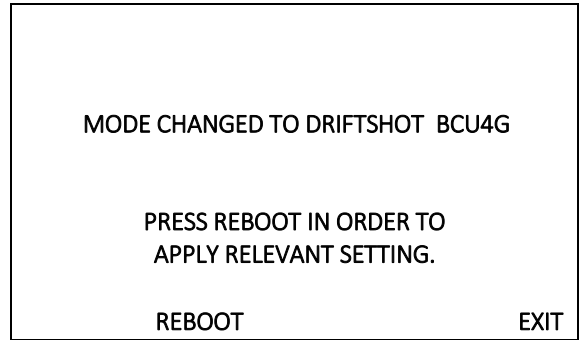 MODE CHANGED TO DRIFTSHOT BCU4G
PRESS REBOOT IN ORDER TO
APPLY RELEVANT SETTING.
REBOOT EXIT